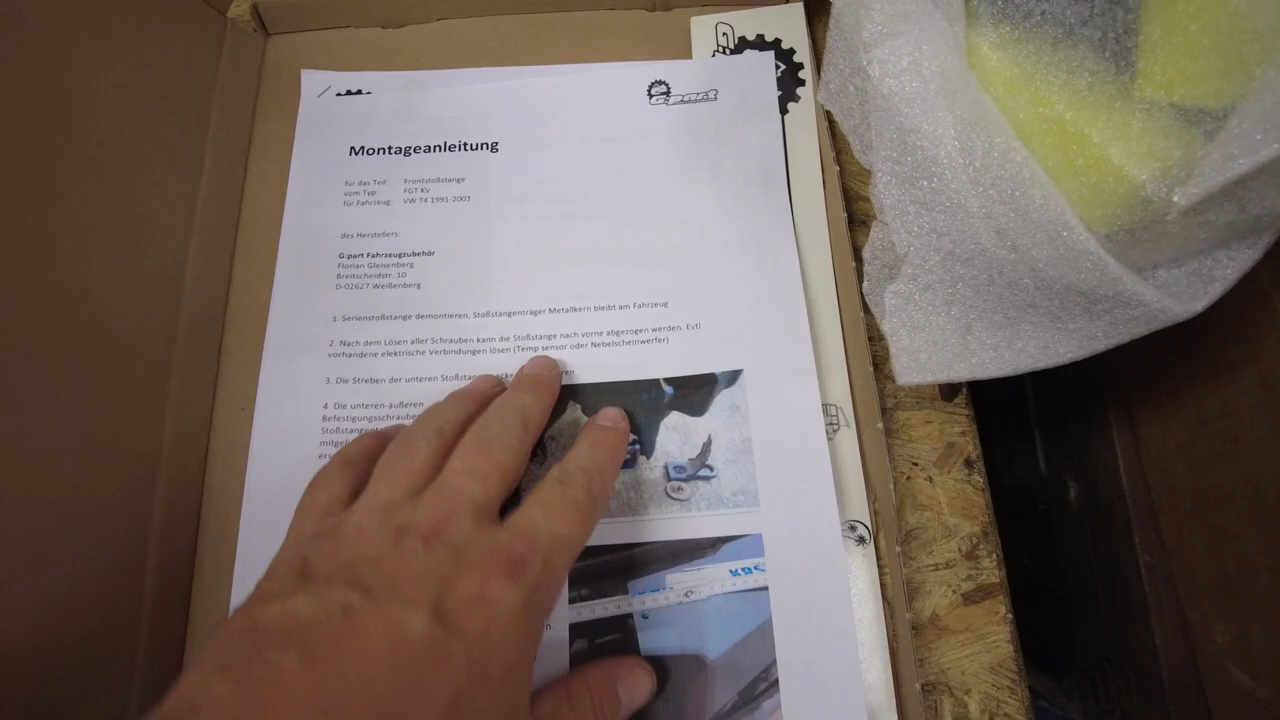 G:part
Montageanleitung
für das Teil: Frontstoßstange
vom Typ: FGT KV
für Fahrzeug: VW T4 1991-2003
des Herstellers:
G:part Fahrzeugzubehör
Florian Gleisenberg
Breitscheidstr. 10
D-02627 Weißenberg
1. Serienstoßstange demontieren, Stoßstangenträger Metallkern bleibt am Fahrzeug
2. Nach dem Lösen aller Schrauben kann die Stoßstange nach vorne abgezogen werden. Evtl
vorhandene elektrische Verbindungen lösen (Temp sensor oder Nebelscheinwerfer)
3. Die Streben der unteren
4. Die unteren-äußeren